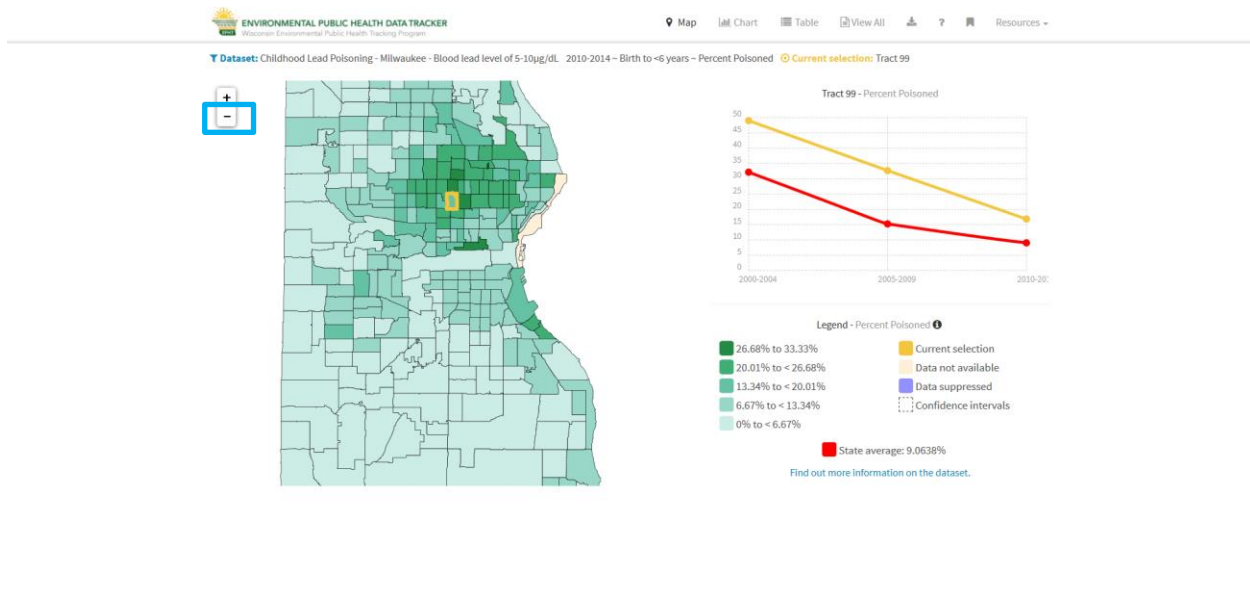 ENVIRONMENTAL PUBLIC HEALTH DATA TRACKER
Wisconsin Environmental Public Health Tracking Program
EPHT
Map Chart Table View All ? Resources
Dataset: Childhood Lead Poisoning - Milwaukee - Blood lead level of 5-10µg/dL 2010-2014 ~ Birth to <6 years ~ Percent Poisoned Current selection: Tract 99
+
−
Tract 99 - Percent Poisoned
50
45
40
35
30
25
20
15
10
5
0
2000-2004 2005-2009 2010-20
Legend - Percent Poisoned
26.68% to 33.33% Current selection
20.01% to < 26.68% Data not available
13.34% to < 20.01% Data suppressed
6.67% to < 13.34% Confidence intervals
0% to < 6.67%
State average: 9.0638%
Find out more information on the dataset.